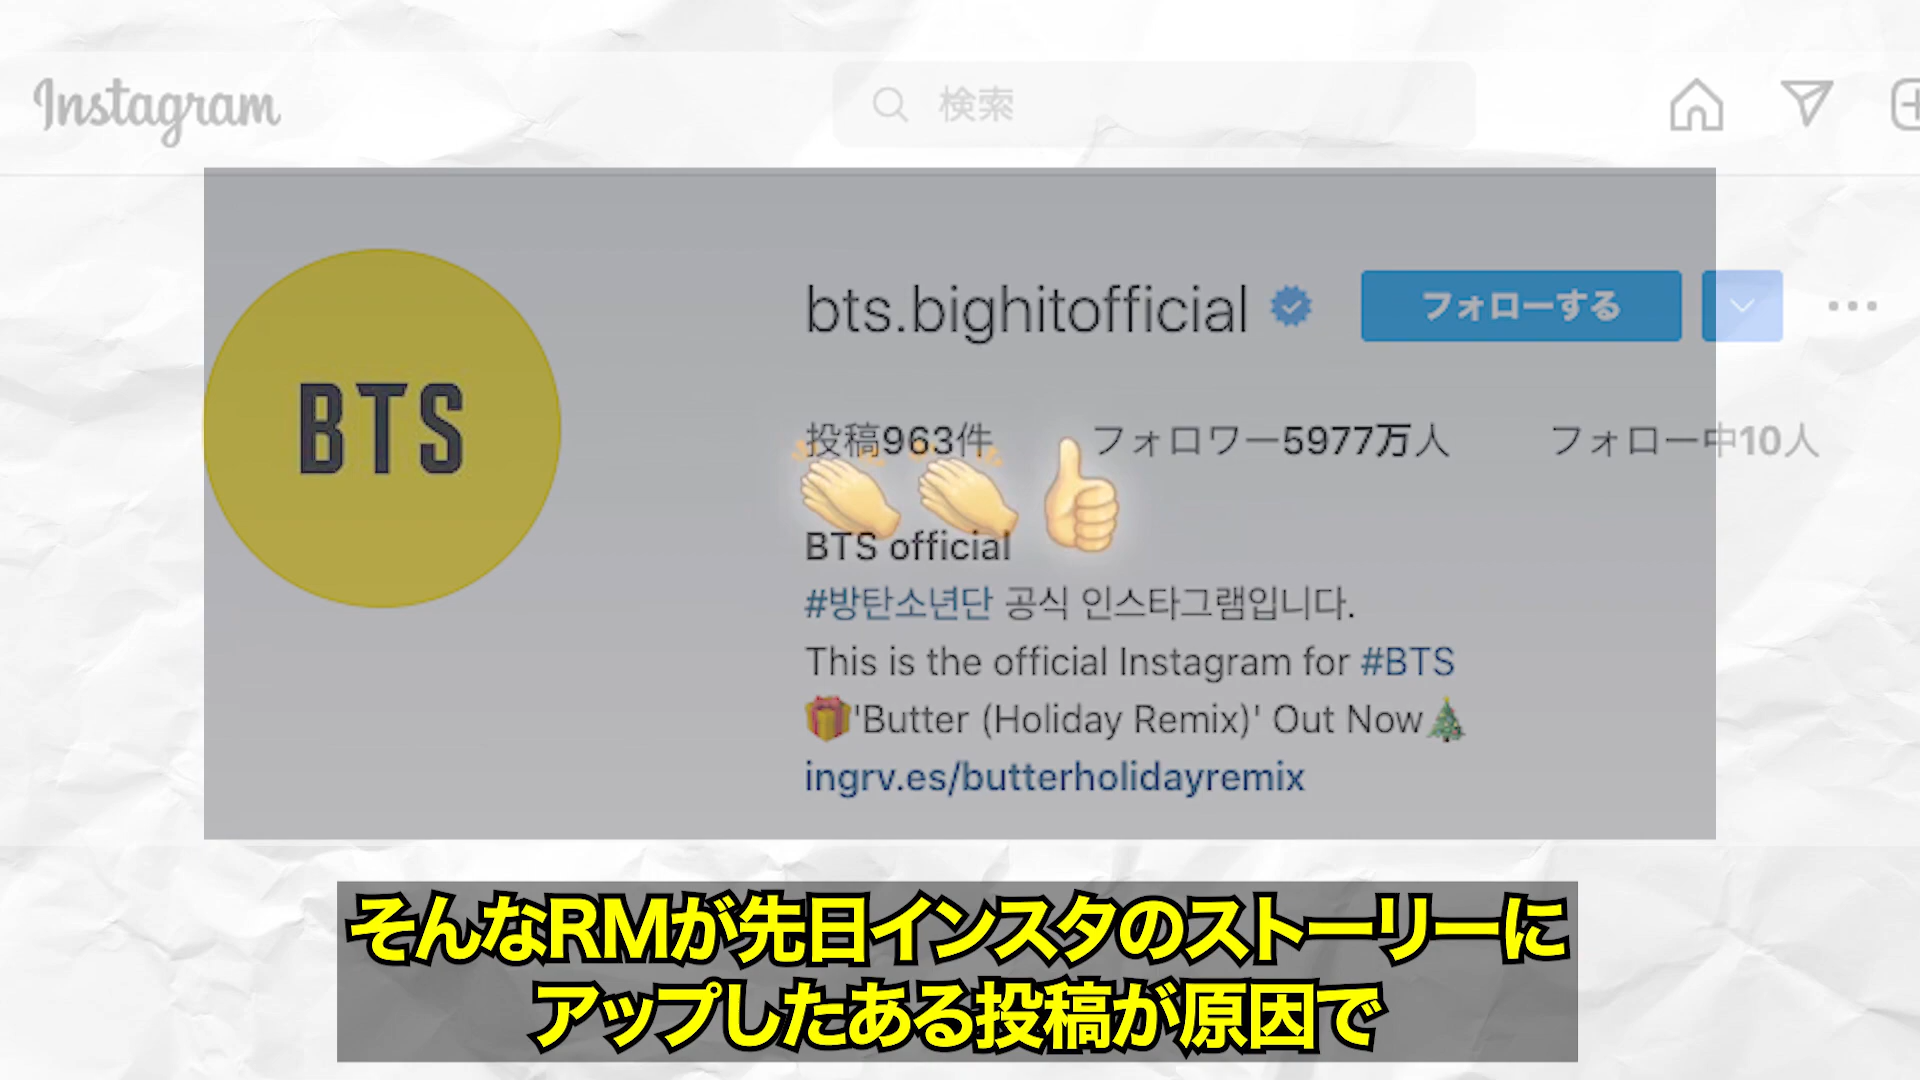 Instagram
検索
bts.bighitofficial
フォローする
投稿963件 フォロワー5977万人 フォロー中10人
BTS
BTS official
#방탄소년단 공식 인스타그램입니다.
This is the official Instagram for #BTS
🎁'Butter (Holiday Remix)' Out Now🎄
ingrv.es/butterholidayremix
そんなRMが先日インスタのストーリーに
アップしたある投稿が原因で